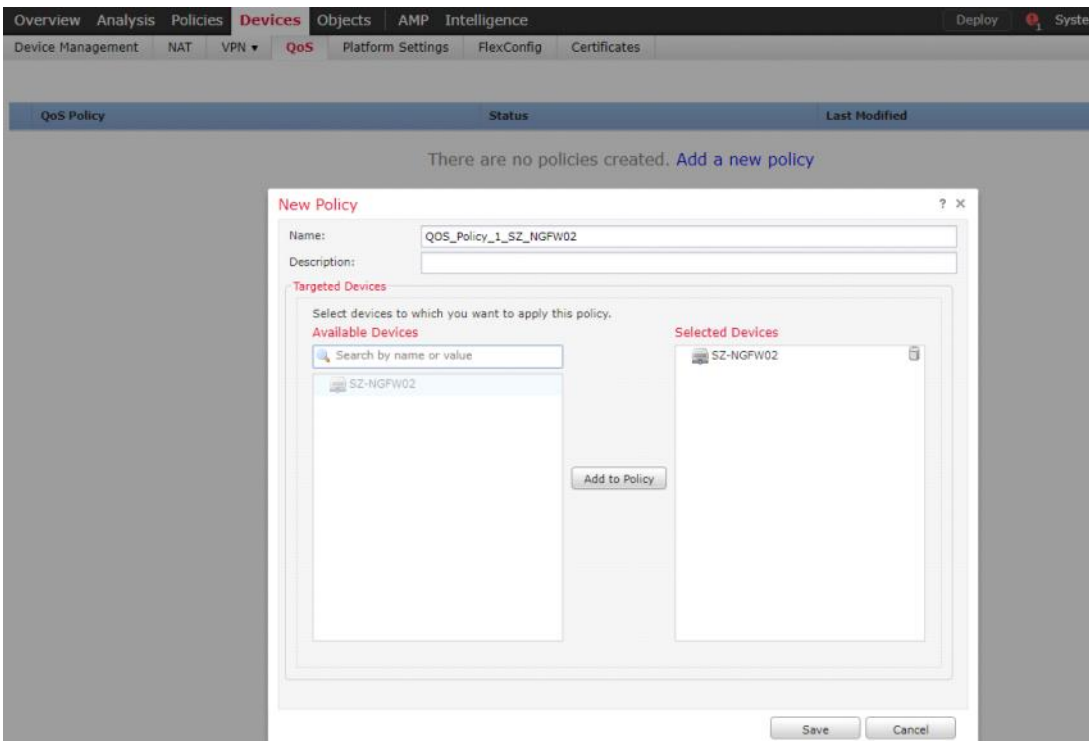 Overview Analysis Policies Devices Objects AMP Intelligence Deploy 1 Syste
Device Management NAT VPN ▾ QoS Platform Settings FlexConfig Certificates
QoS Policy Status Last Modified
There are no policies created. Add a new policy
New Policy ? ×
Name: QOS_Policy_1_SZ_NGFW02
Description:
Targeted Devices
Select devices to which you want to apply this policy.
Available Devices Selected Devices
Search by name or value SZ-NGFW02
SZ-NGFW02
Add to Policy
Save Cancel